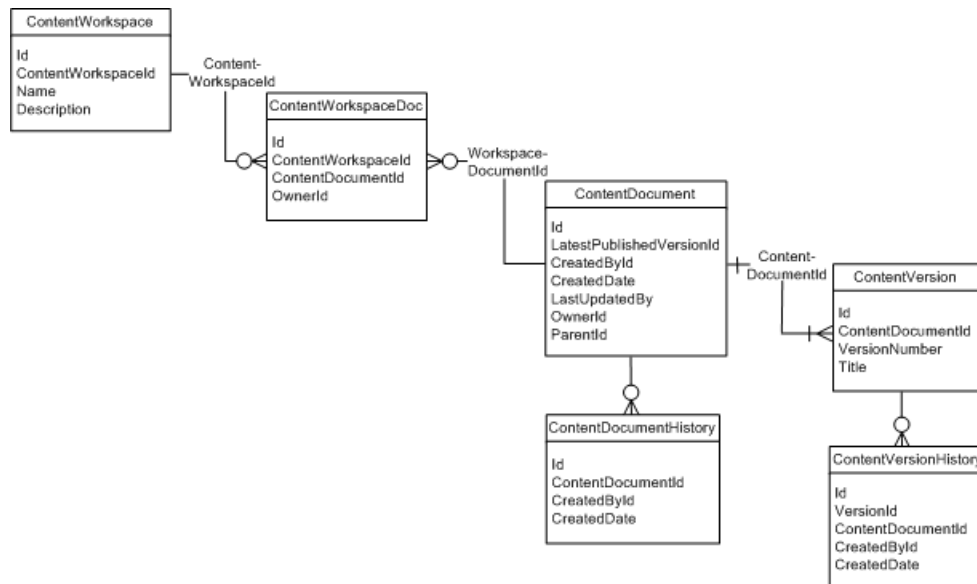 ContentWorkspace
Id
ContentWorkspaceId
Name
Description
Content-
WorkspaceId
ContentWorkspaceDoc
Id
ContentWorkspaceId
ContentDocumentId
OwnerId
Workspace-
DocumentId
ContentDocument
Id
LatestPublishedVersionId
CreatedById
CreatedDate
LastUpdatedBy
OwnerId
ParentId
Content-
DocumentId
ContentVersion
Id
ContentDocumentId
VersionNumber
Title
ContentDocumentHistory
Id
ContentDocumentId
CreatedById
CreatedDate
ContentVersionHistory
Id
VersionId
ContentDocumentId
CreatedById
CreatedDate